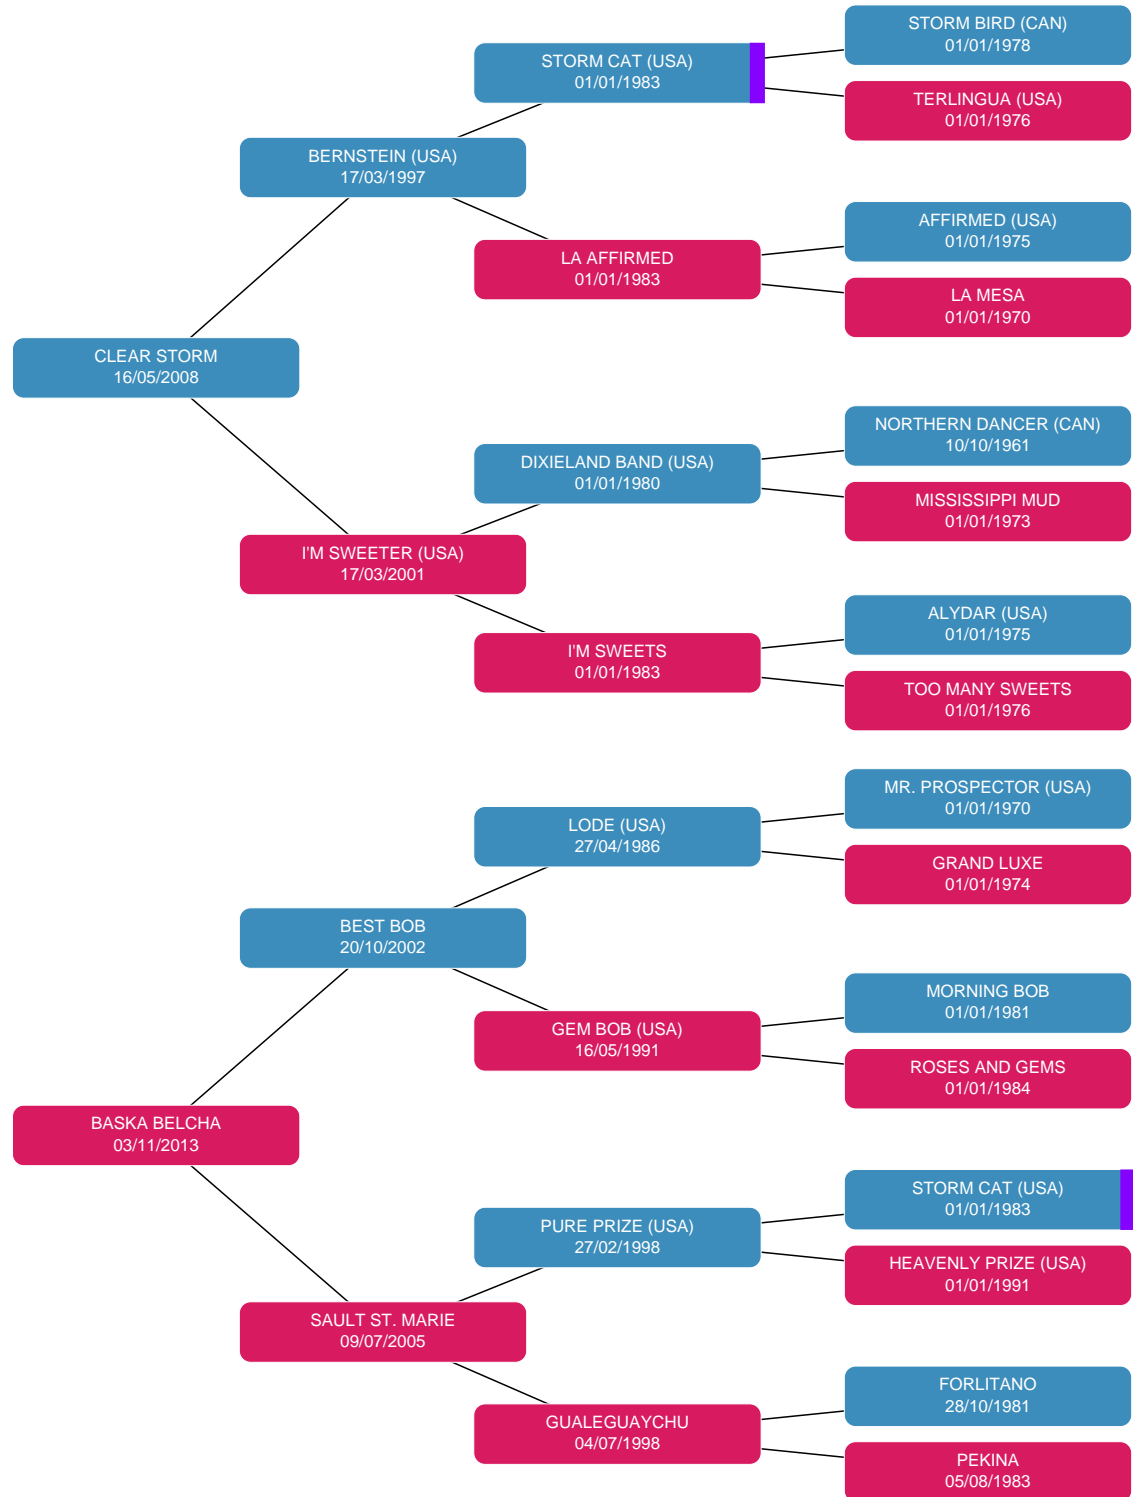 STORM BIRD (CAN)
01/01/1978
STORM CAT (USA)
01/01/1983
TERLINGUA (USA)
01/01/1976
BERNSTEIN (USA)
17/03/1997
AFFIRMED (USA)
01/01/1975
LA AFFIRMED
01/01/1983
LA MESA
01/01/1970
CLEAR STORM
16/05/2008
NORTHERN DANCER (CAN)
10/10/1961
DIXIELAND BAND (USA)
01/01/1980
MISSISSIPPI MUD
01/01/1973
I'M SWEETER (USA)
17/03/2001
ALYDAR (USA)
01/01/1975
I'M SWEETS
01/01/1983
TOO MANY SWEETS
01/01/1976
MR. PROSPECTOR (USA)
01/01/1970
LODE (USA)
27/04/1986
GRAND LUXE
01/01/1974
BEST BOB
20/10/2002
MORNING BOB
01/01/1981
GEM BOB (USA)
16/05/1991
ROSES AND GEMS
01/01/1984
BASKA BELCHA
03/11/2013
STORM CAT (USA)
01/01/1983
PURE PRIZE (USA)
27/02/1998
HEAVENLY PRIZE (USA)
01/01/1991
SAULT ST. MARIE
09/07/2005
FORLITANO
28/10/1981
GUALEGUAYCHU
04/07/1998
PEKINA
05/08/1983